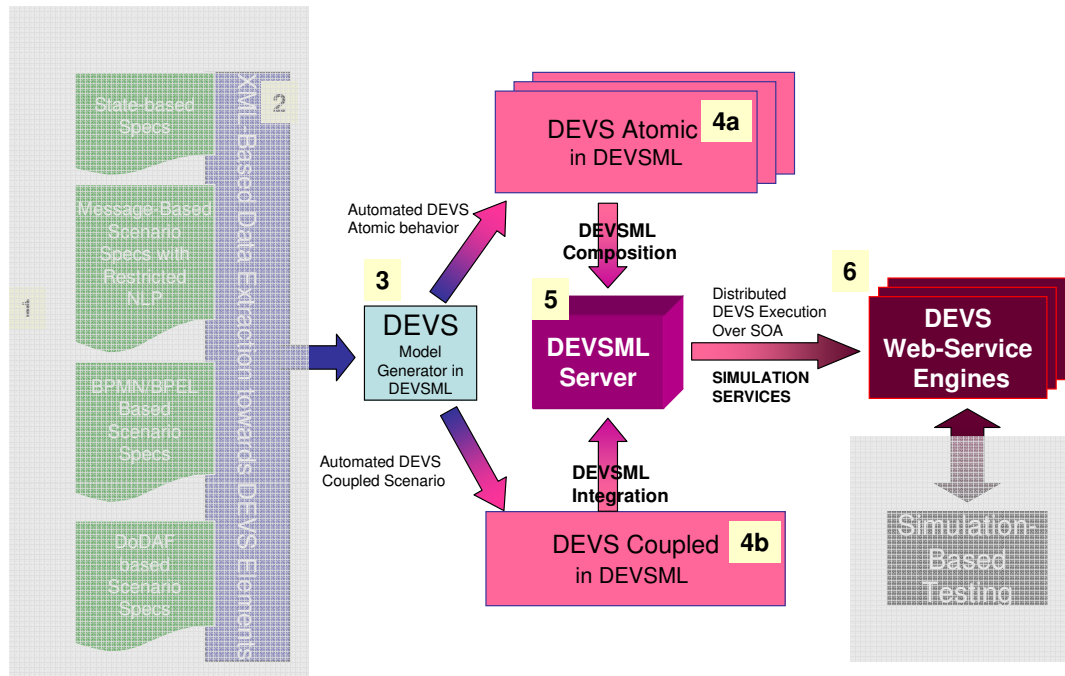 1
State-based
Specs
Message-Based
Scenario
Specs with
Restricted
NLP
BPMN/BPEL
Based
Scenario
Specs
DoDAF
based
Scenario
Specs
2
XML-Based Data Extraction towards DEVS Elements
3
DEVS
Model
Generator in
DEVSML
Automated DEVS
Atomic behavior
Automated DEVS
Coupled Scenario
4a
DEVS Atomic
in DEVSML
DEVSML
Composition
5
DEVSML
Server
DEVSML
Integration
4b
DEVS Coupled
in DEVSML
Distributed
DEVS Execution
Over SOA
SIMULATION
SERVICES
6
DEVS
Web-Service
Engines
Simulation-
Based
Testing